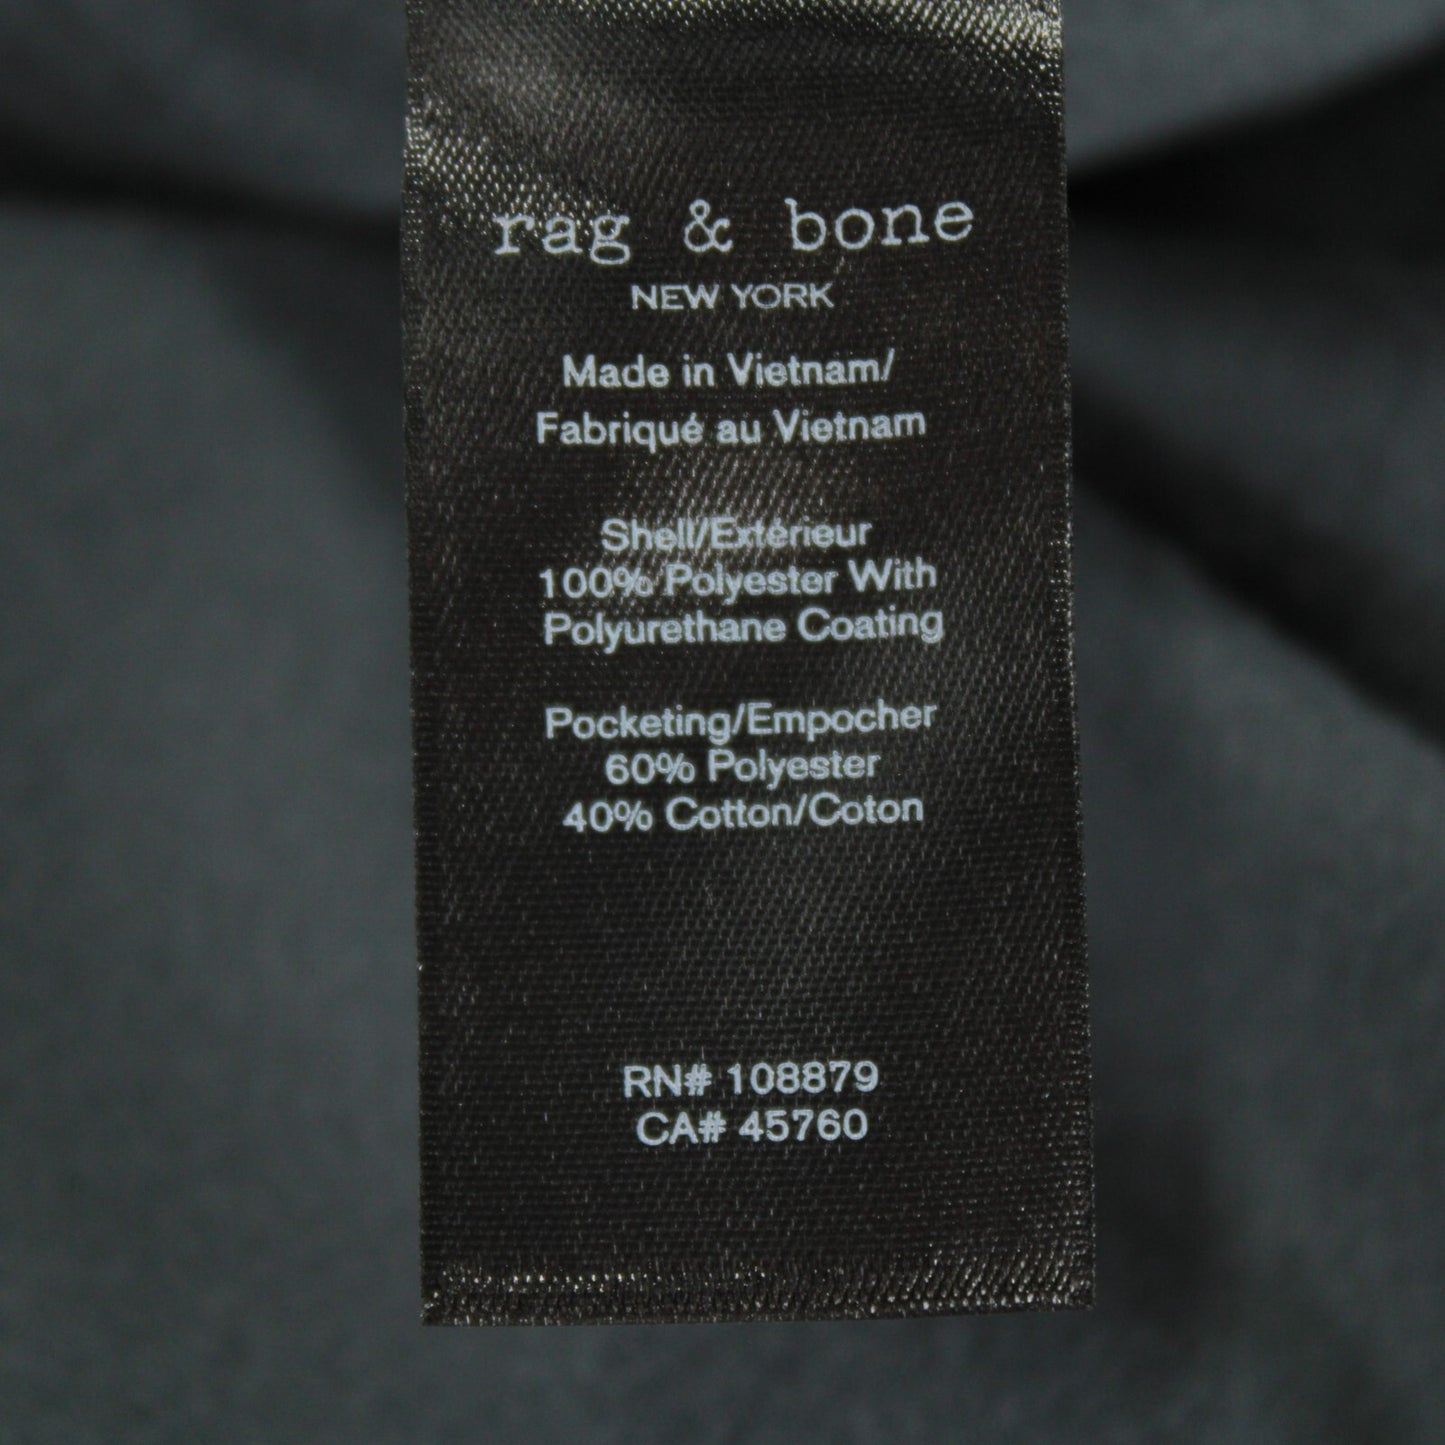 rag & bone
NEW YORK
Made in Vietnam/
Fabriqué au Vietnam
Shell/Extérieur
100% Polyester With
Polyurethane Coating
Pocketing/Empocher
60% Polyester
40% Cotton/Coton
RN# 108879
CA# 45760